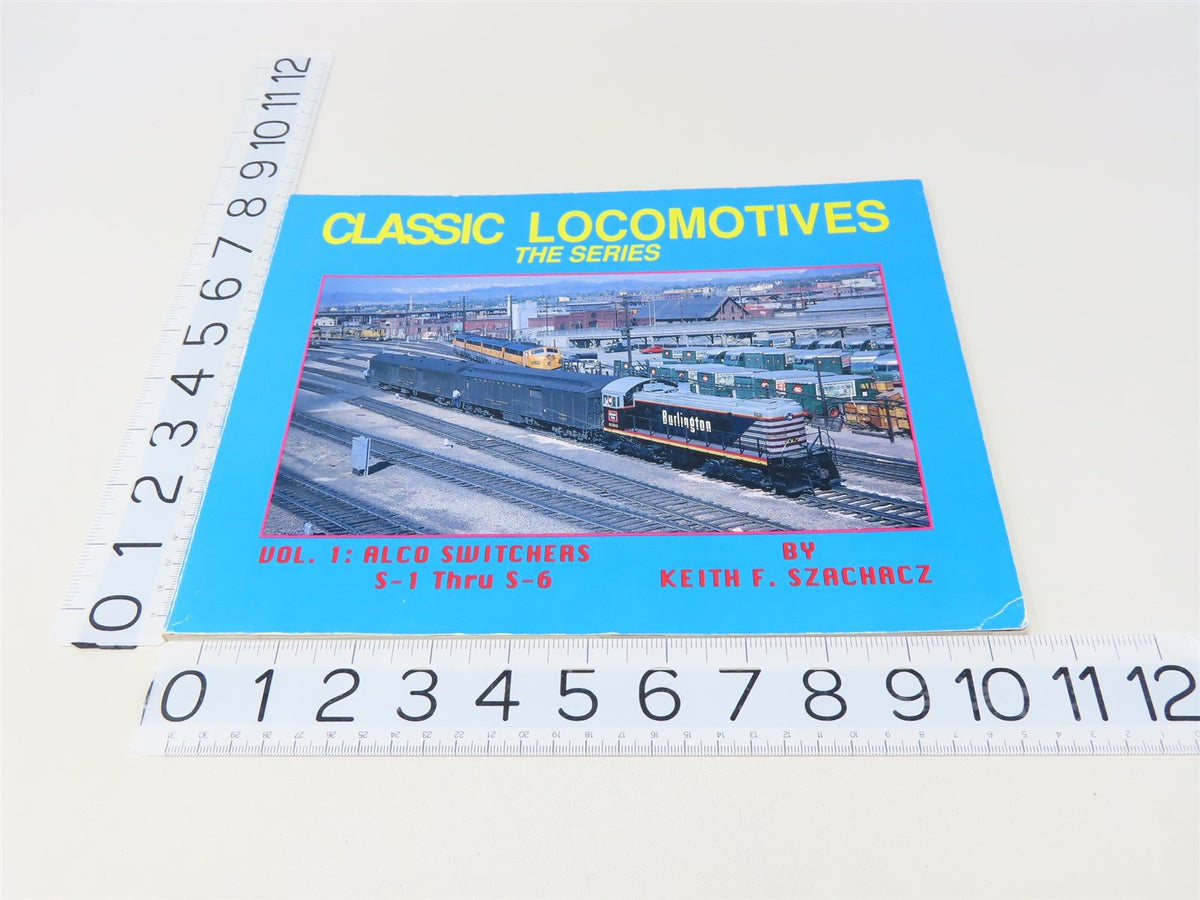 CLASSIC LOCOMOTIVES
THE SERIES
Burlington
VOL. 1: ALCO SWITCHERS
S-1 Thru S-6
BY
KEITH F. SZACHACZ
0 1 2 3 4 5 6 7 8 9 10 11 12
0 1 2 3 4 5 6 7 8 9 10 11 12